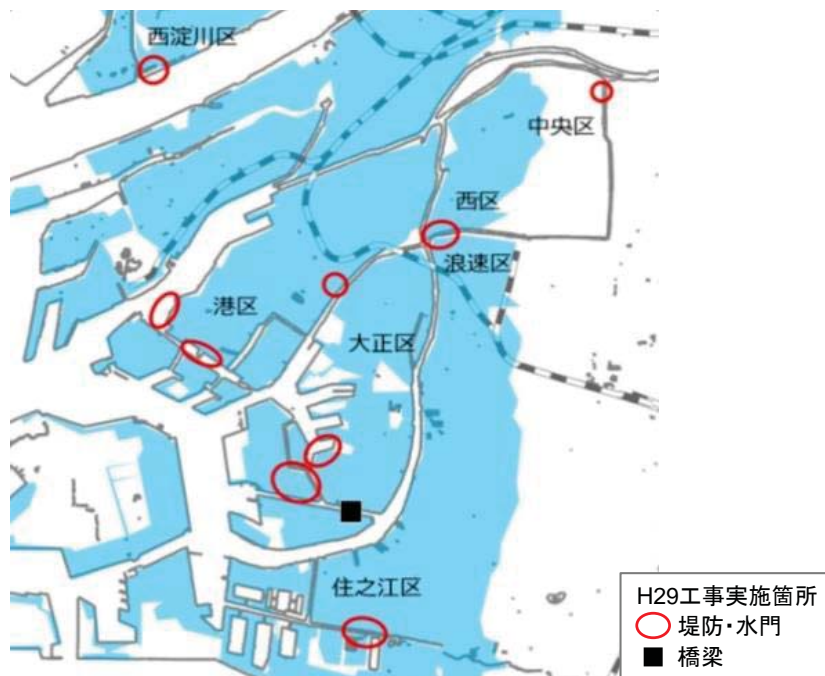 西淀川区
中央区
西区
浪速区
港区
大正区
住之江区
H29工事実施箇所
堤防・水門
橋梁